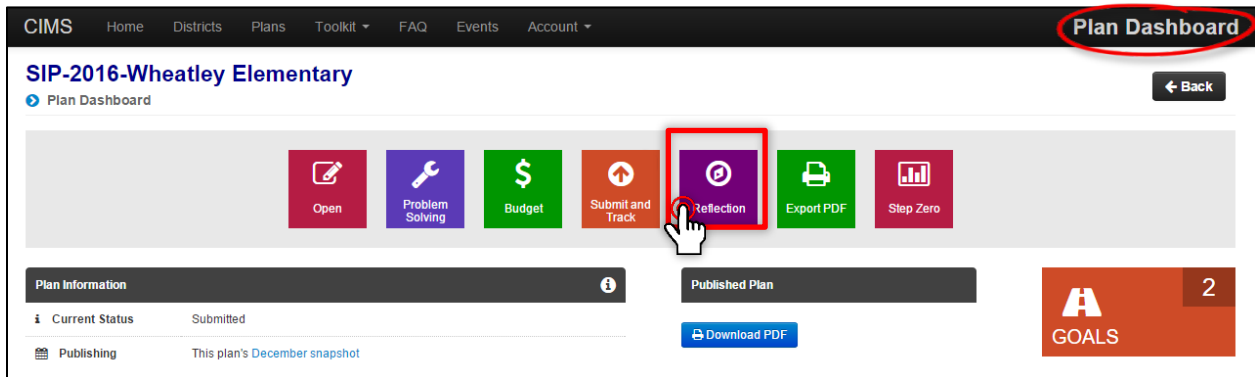 CIMS Home Districts Plans Toolkit FAQ Events Account Plan Dashboard
SIP-2016-Wheatley Elementary
Plan Dashboard
Back
Open
Problem
Solving
Budget
Submit and
Track
Reflection
Export PDF
Step Zero
Plan Information
Published Plan
2
GOALS
Current Status Submitted
Download PDF
Publishing This plan's December snapshot